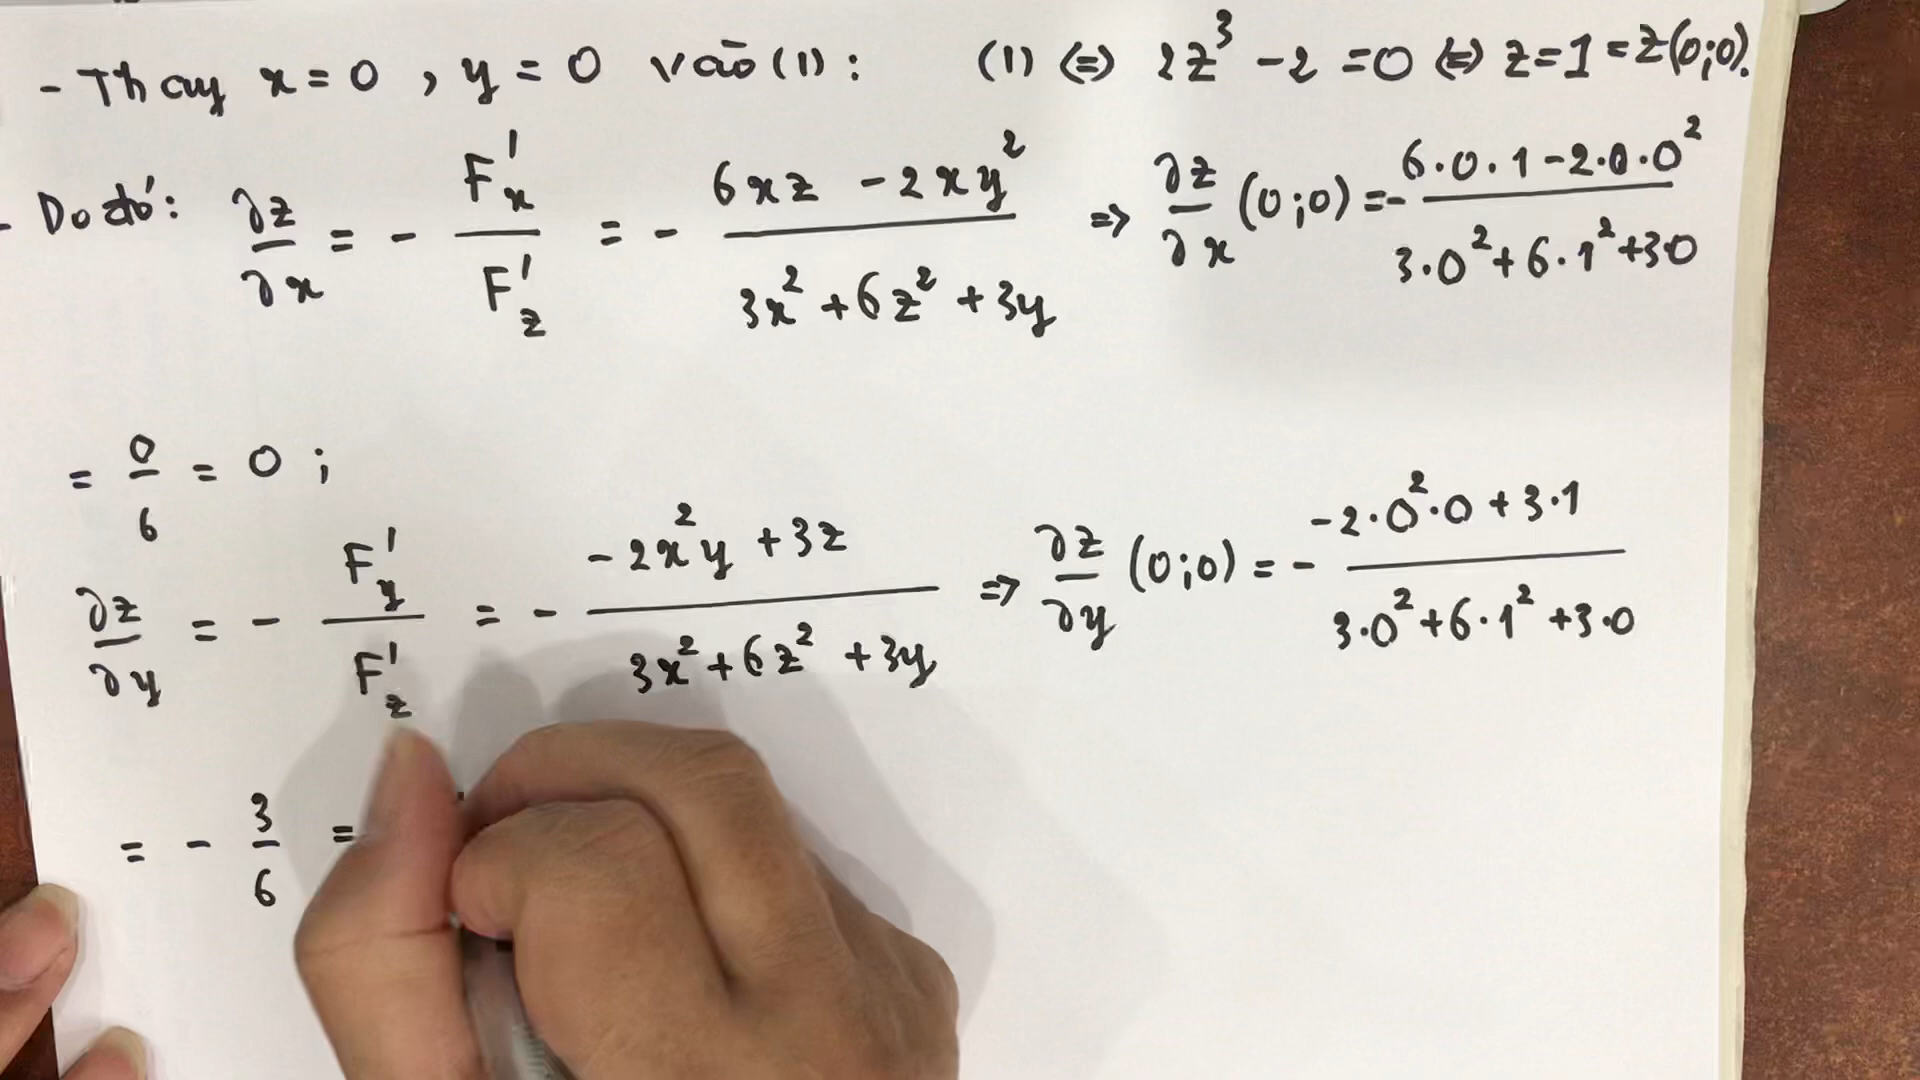 - Thay x = 0 , y = 0 vào (1) : (1) ⇔ 2z³ - 2 = 0 ⇔ z = 1 = z(0;0).
- Do đó: ∂z/∂x = - F'x/F'z = - (6xz - 2xy²)/(3x² + 6z² + 3y) => ∂z/∂x (0;0) = - (6.0.1 - 2.0.0²)/(3.0² + 6.1² + 3.0)
= 0/6 = 0 ;
∂z/∂y = - F'y/F'z = - (-2x²y + 3z)/(3x² + 6z² + 3y) => ∂z/∂y (0;0) = - (-2.0².0 + 3.1)/(3.0² + 6.1² + 3.0)
= - 3/6 =